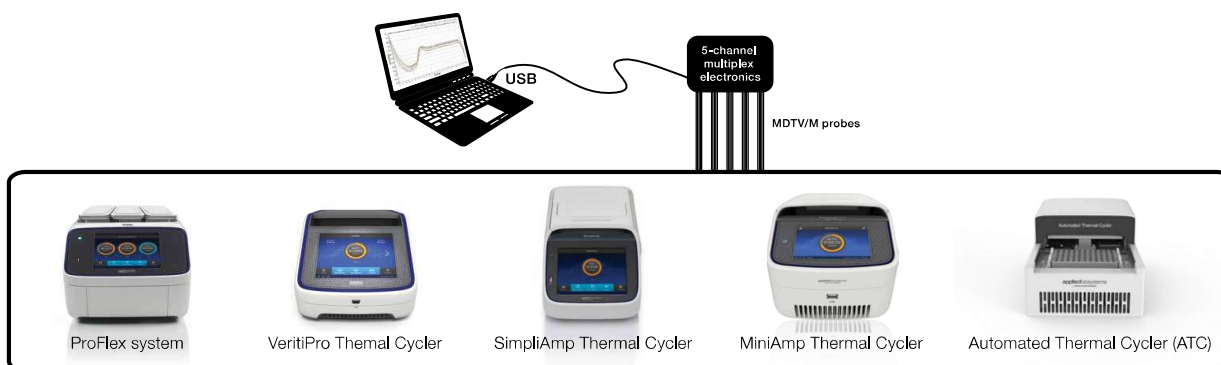 5-channel
multiplex
electronics
USB
MDTV/M probes
Automated Thermal Cycler
appliedbiosystems
ProFlex system
VeritiPro Themal Cycler
SimpliAmp Thermal Cycler
MiniAmp Thermal Cycler
Automated Thermal Cycler (ATC)